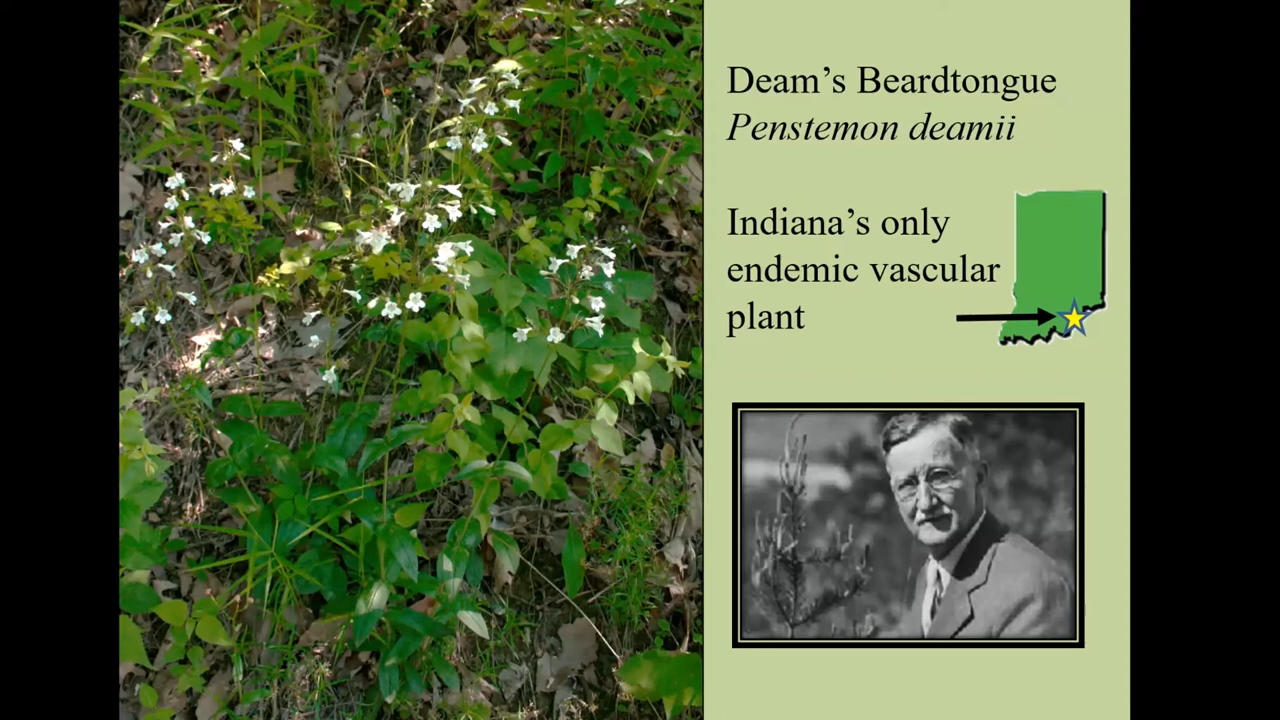 Deam’s Beardtongue
Penstemon deamii
Indiana’s only
endemic vascular
plant